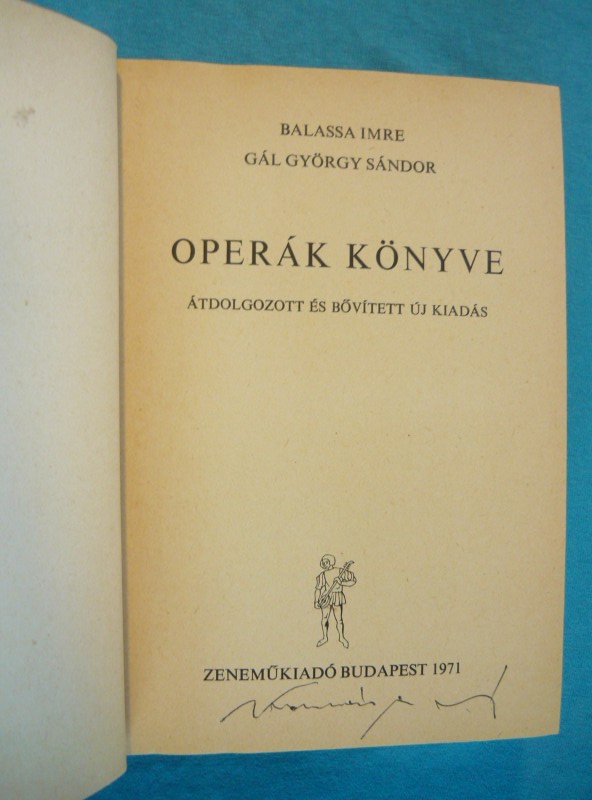 BALASSA IMRE
GÁL GYÖRGY SÁNDOR
OPERÁK KÖNYVE
ÁTDOLGOZOTT ÉS BŐVÍTETT ÚJ KIADÁS
ZENEMŰKIADÓ BUDAPEST 1971